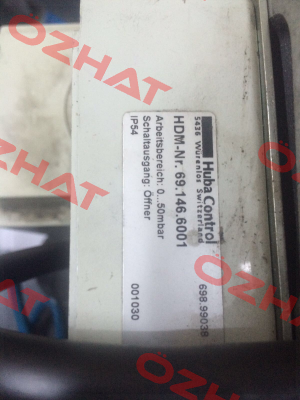 Huba Control
5436 Würenlos Switzerland
698.99038
HDM-Nr. 69.146.6001
Arbeitsbereich: 0...50mbar
Schaltausgang: Öffner
IP54
001030
OZHAT
OZHAT
OZHAT
OZHAT
OZHAT